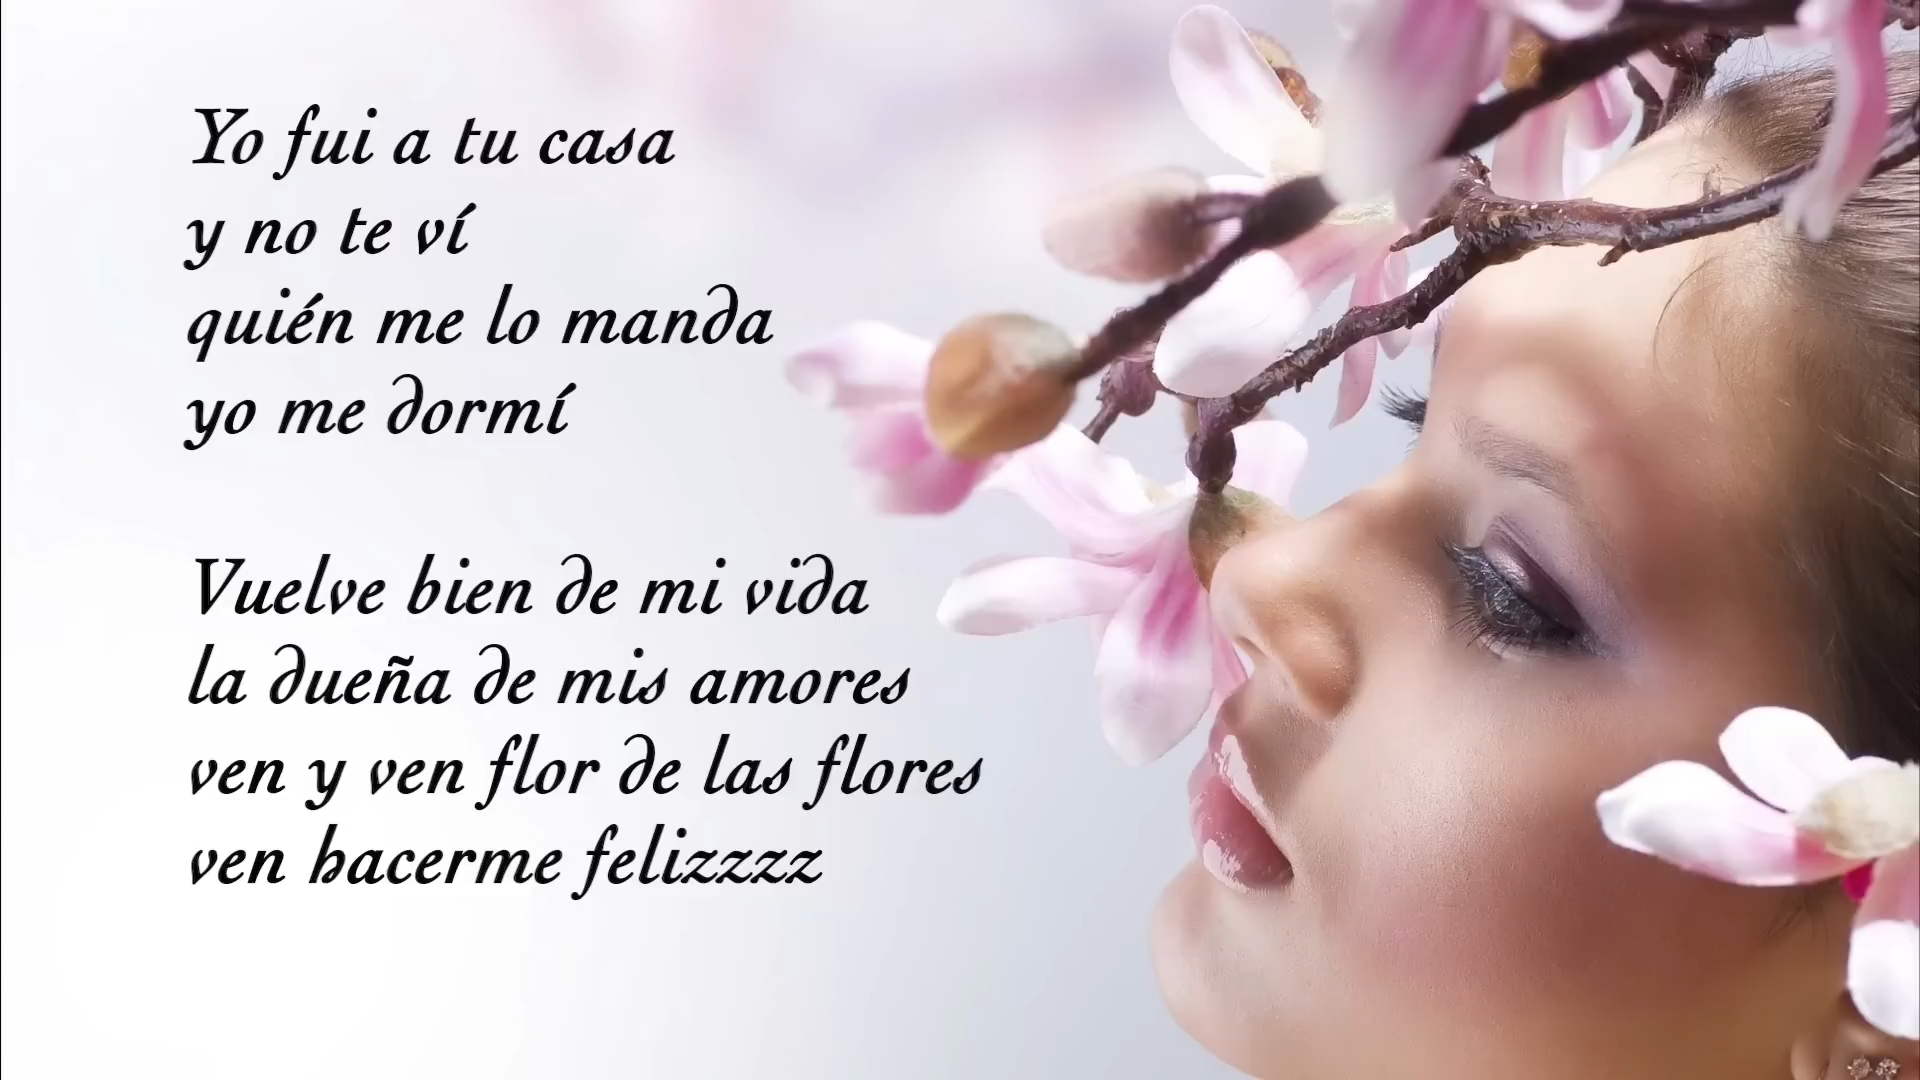 Yo fui a tu casa
y no te ví
quién me lo manda
yo me dormí
Vuelve bien de mi vida
la dueña de mis amores
ven y ven flor de las flores
ven hacerme felizzzz